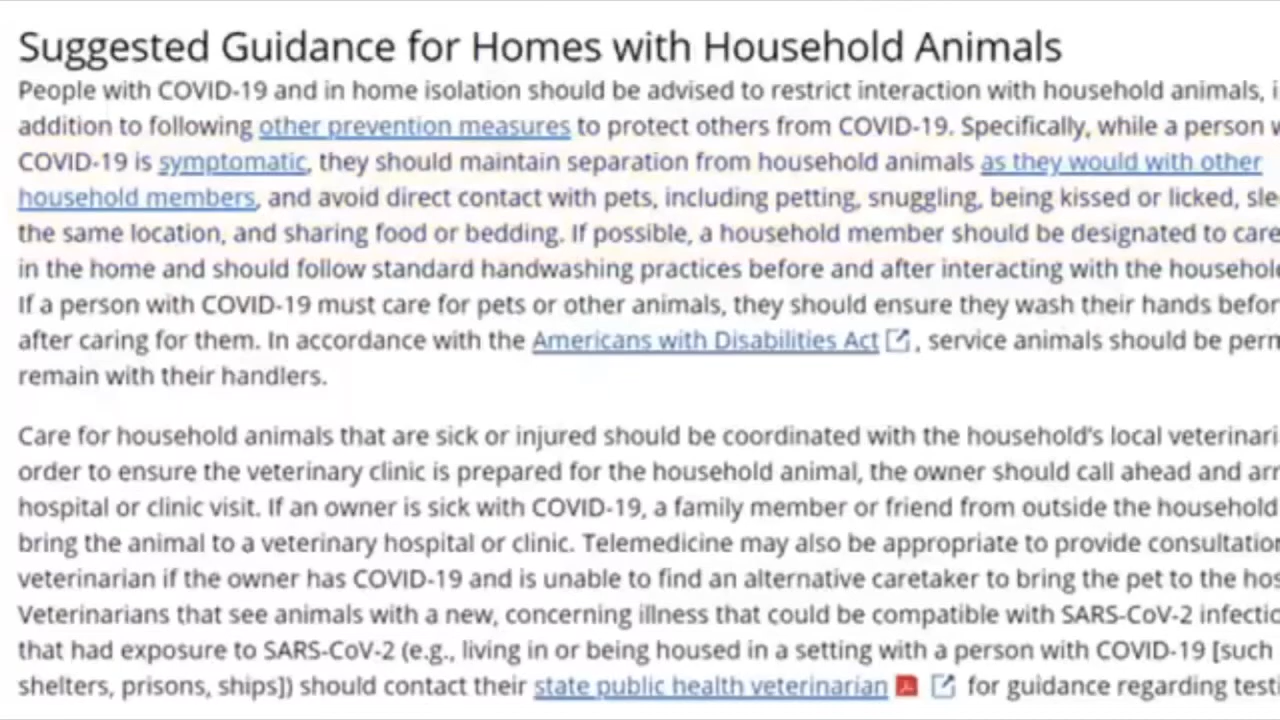 Suggested Guidance for Homes with Household Animals
People with COVID-19 and in home isolation should be advised to restrict interaction with household animals, i
addition to following other prevention measures to protect others from COVID-19. Specifically, while a person w
COVID-19 is symptomatic, they should maintain separation from household animals as they would with other
household members, and avoid direct contact with pets, including petting, snuggling, being kissed or licked, sle
the same location, and sharing food or bedding. If possible, a household member should be designated to care
in the home and should follow standard handwashing practices before and after interacting with the househol
If a person with COVID-19 must care for pets or other animals, they should ensure they wash their hands befor
after caring for them. In accordance with the Americans with Disabilities Act , service animals should be perm
remain with their handlers.
Care for household animals that are sick or injured should be coordinated with the household's local veterinari
order to ensure the veterinary clinic is prepared for the household animal, the owner should call ahead and arr
hospital or clinic visit. If an owner is sick with COVID-19, a family member or friend from outside the household
bring the animal to a veterinary hospital or clinic. Telemedicine may also be appropriate to provide consultation
veterinarian if the owner has COVID-19 and is unable to find an alternative caretaker to bring the pet to the hos
Veterinarians that see animals with a new, concerning illness that could be compatible with SARS-CoV-2 infectio
that had exposure to SARS-CoV-2 (e.g., living in or being housed in a setting with a person with COVID-19 [such
shelters, prisons, ships]) should contact their state public health veterinarian for guidance regarding testi